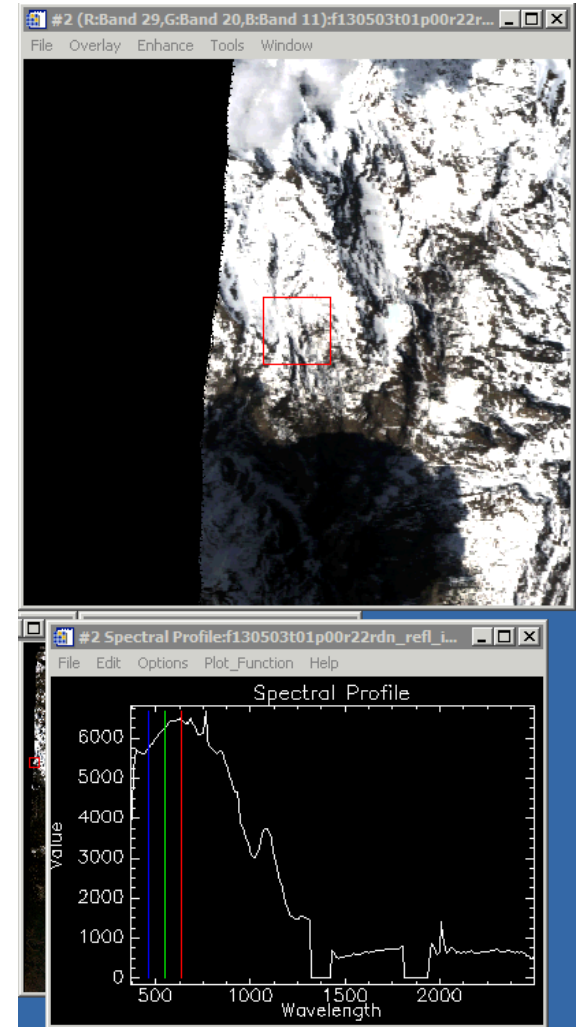 #2 (R:Band 29,G:Band 20,B:Band 11):f130503t01p00r22r...
File Overlay Enhance Tools Window
#2 Spectral Profile:f130503t01p00r22rdn_refl_i...
File Edit Options Plot_Function Help
Spectral Profile
6000
5000
4000
3000
2000
1000
0
Value
500 1000 1500 2000
Wavelength